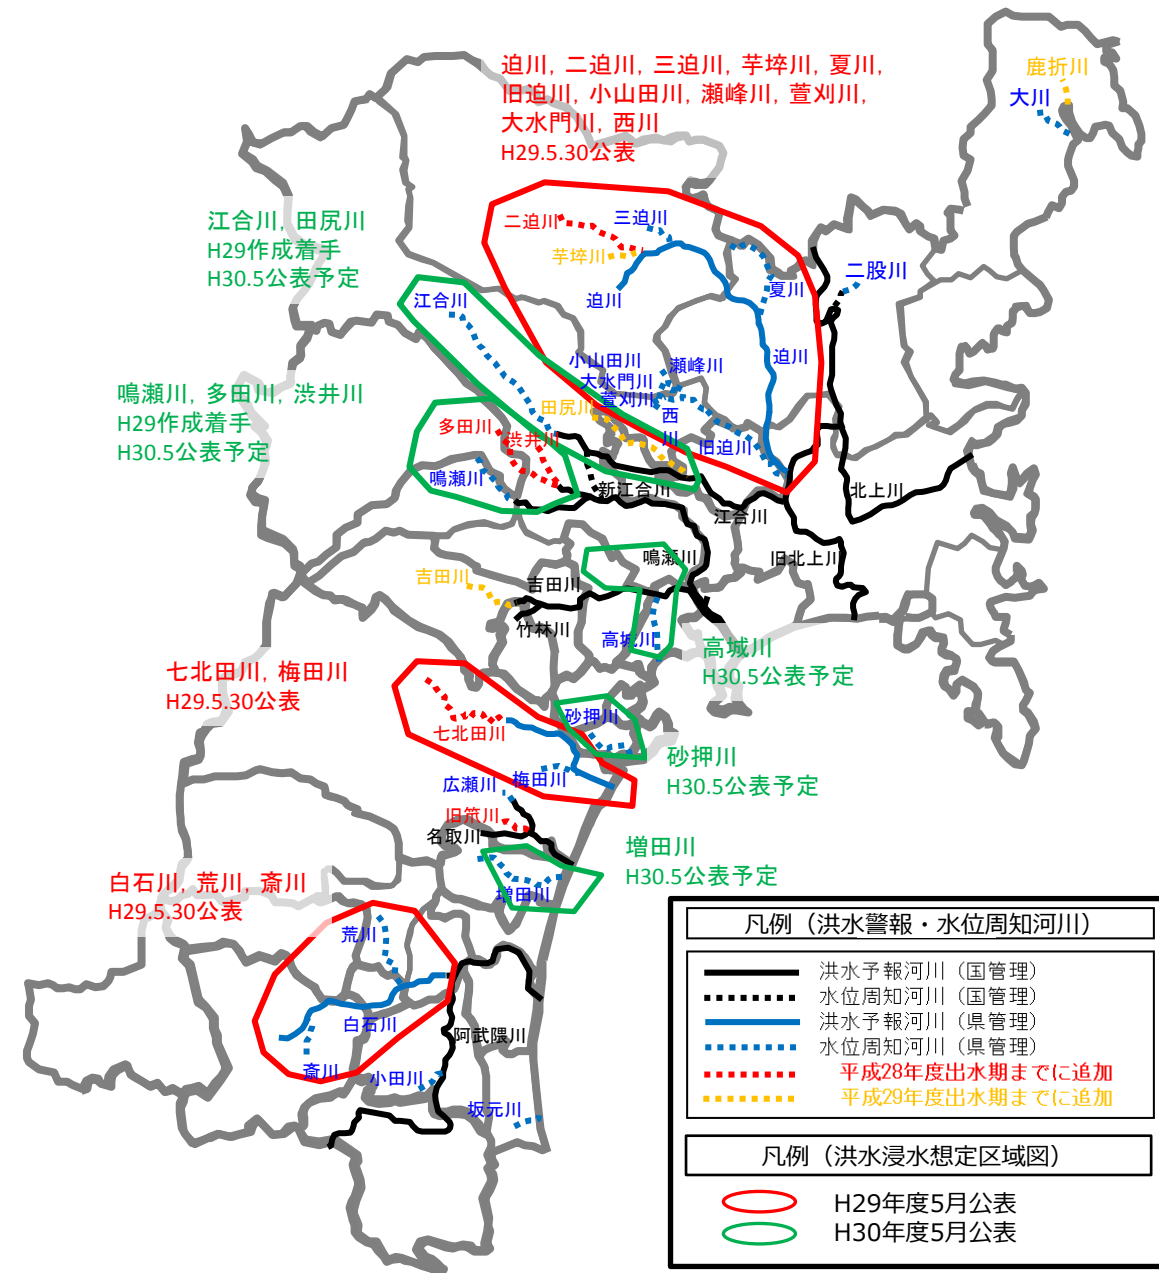 迫川, 二迫川, 三迫川, 芋埣川, 夏川,
旧迫川, 小山田川, 瀬峰川, 萱刈川,
大水門川, 西川
H29.5.30公表
鹿折川
大川
江合川, 田尻川
H29作成着手
H30.5公表予定
二迫川
三迫川
芋埣川
迫川
夏川
二股川
江合川
小山田川
大水門川
萱刈川
瀬峰川
西川
迫川
旧迫川
田尻川
鳴瀬川, 多田川, 渋井川
H29作成着手
H30.5公表予定
多田川
渋井川
鳴瀬川
新江合川
江合川
北上川
旧北上川
鳴瀬川
吉田川
吉田川
竹林川
高城川
高城川
H30.5公表予定
七北田川, 梅田川
H29.5.30公表
七北田川
砂押川
砂押川
H30.5公表予定
梅田川
広瀬川
旧笊川
名取川
増田川
増田川
H30.5公表予定
白石川, 荒川, 斎川
H29.5.30公表
荒川
白石川
斎川
阿武隈川
小田川
坂元川
凡例（洪水警報・水位周知河川）
洪水予報河川（国管理）
水位周知河川（国管理）
洪水予報河川（県管理）
水位周知河川（県管理）
平成28年度出水期までに追加
平成29年度出水期までに追加
凡例（洪水浸水想定区域図）
H29年度5月公表
H30年度5月公表